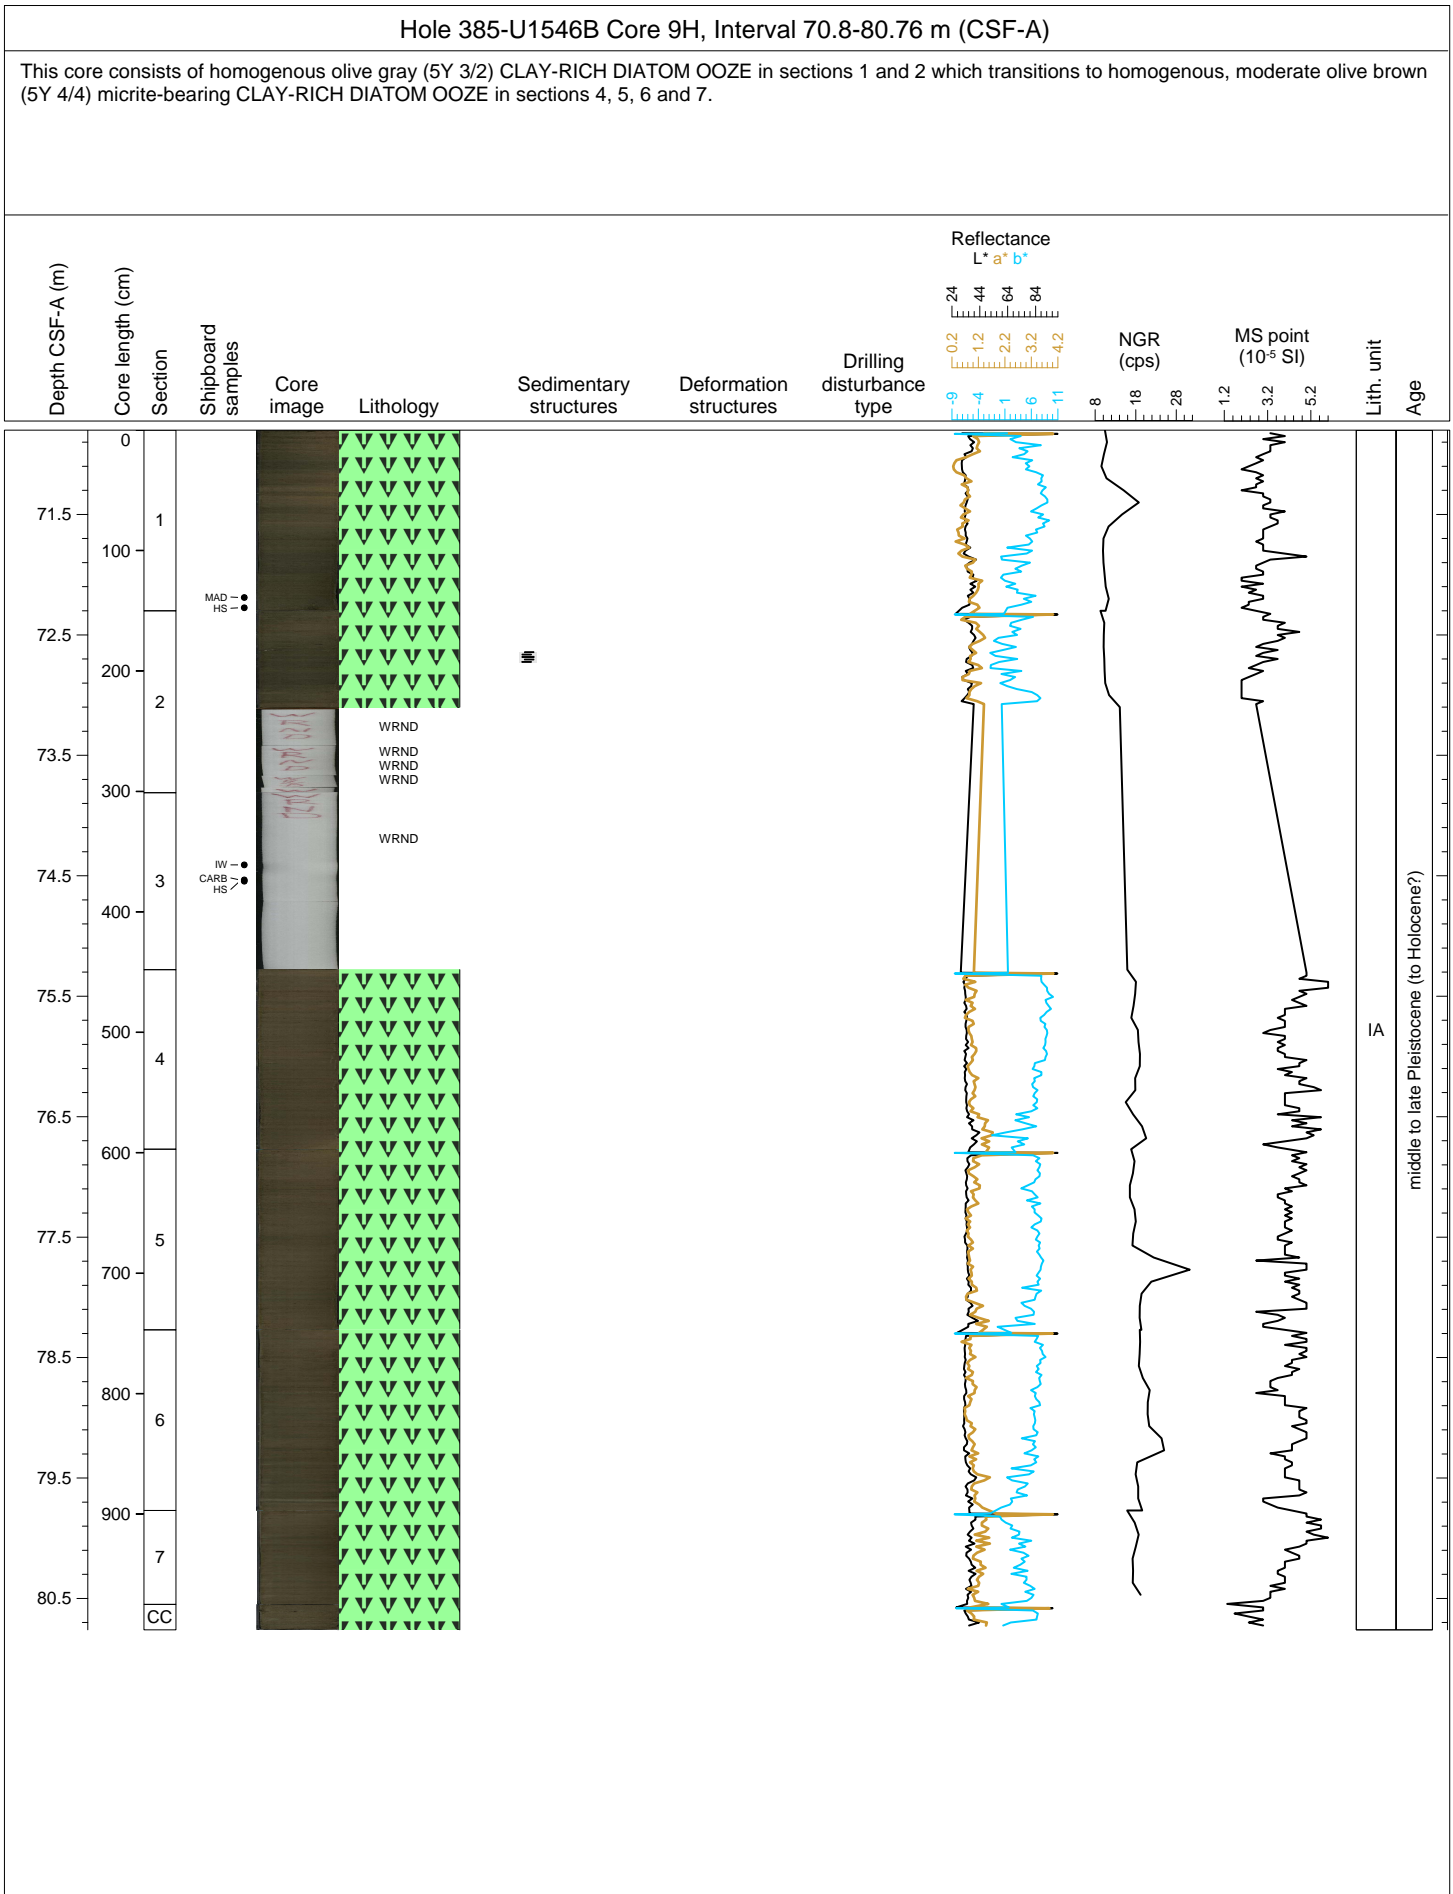 Hole 385-U1546B Core 9H, Interval 70.8-80.76 m (CSF-A)
This core consists of homogenous olive gray (5Y 3/2) CLAY-RICH DIATOM OOZE in sections 1 and 2 which transitions to homogenous, moderate olive brown
(5Y 4/4) micrite-bearing CLAY-RICH DIATOM OOZE in sections 4, 5, 6 and 7.
Depth CSF-A (m)
Core length (cm)
Section
Shipboard
samples
Core
image
Lithology
Sedimentary
structures
Deformation
structures
Drilling
disturbance
type
Reflectance
L* a* b*
24 44 64 84
0.2 1.2 2.2 3.2 4.2
-9 -4 1 6 11
NGR
(cps)
8 18 28
MS point
(10-5 SI)
1.2 3.2 5.2
Lith. unit
Age
0
71.5
1
100
MAD
HS
72.5
200
2
WRND
73.5
WRND
WRND
WRND
300
WRND
IW
74.5
CARB
3
HS
400
75.5
500
IA
4
middle to late Pleistocene (to Holocene?)
76.5
600
77.5
5
700
78.5
800
6
79.5
900
7
80.5
CC